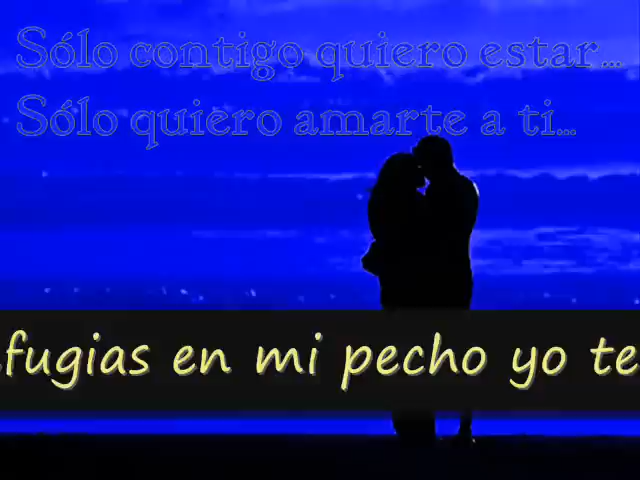 Sólo contigo quiero estar...
Sólo quiero amarte a ti...
fugias en mi pecho yo te